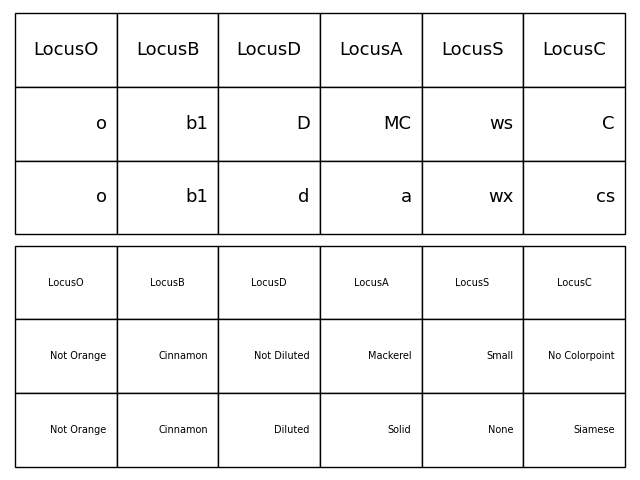 LocusO LocusB LocusD LocusA LocusS LocusC
o b1 D MC ws C
o b1 d a wx cs
LocusO LocusB LocusD LocusA LocusS LocusC
Not Orange Cinnamon Not Diluted Mackerel Small No Colorpoint
Not Orange Cinnamon Diluted Solid None Siamese